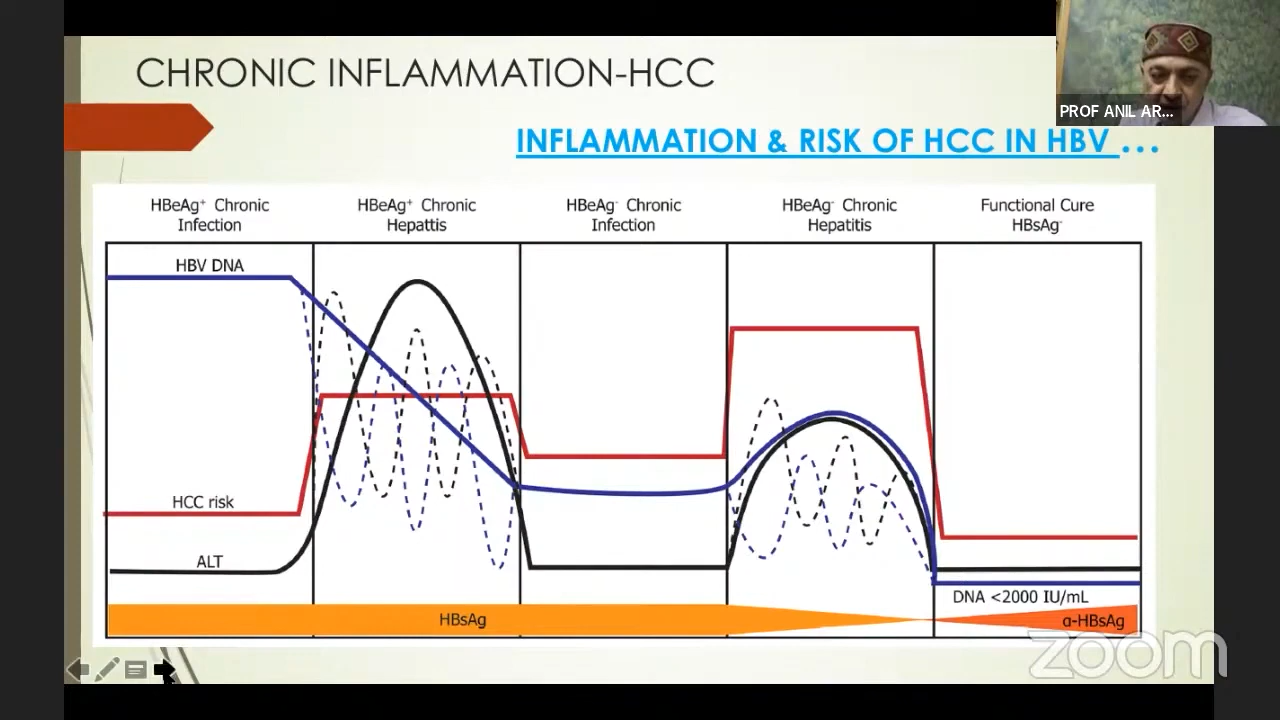 CHRONIC INFLAMMATION-HCC
PROF ANIL AR...
INFLAMMATION & RISK OF HCC IN HBV ...
HBeAg⁺ Chronic
Infection
HBeAg⁺ Chronic
Hepattis
HBeAg⁻ Chronic
Infection
HBeAg⁻ Chronic
Hepatitis
Functional Cure
HBsAg⁻
HBV DNA
HCC risk
ALT
DNA <2000 IU/mL
HBsAg
α-HBsAg
zoom